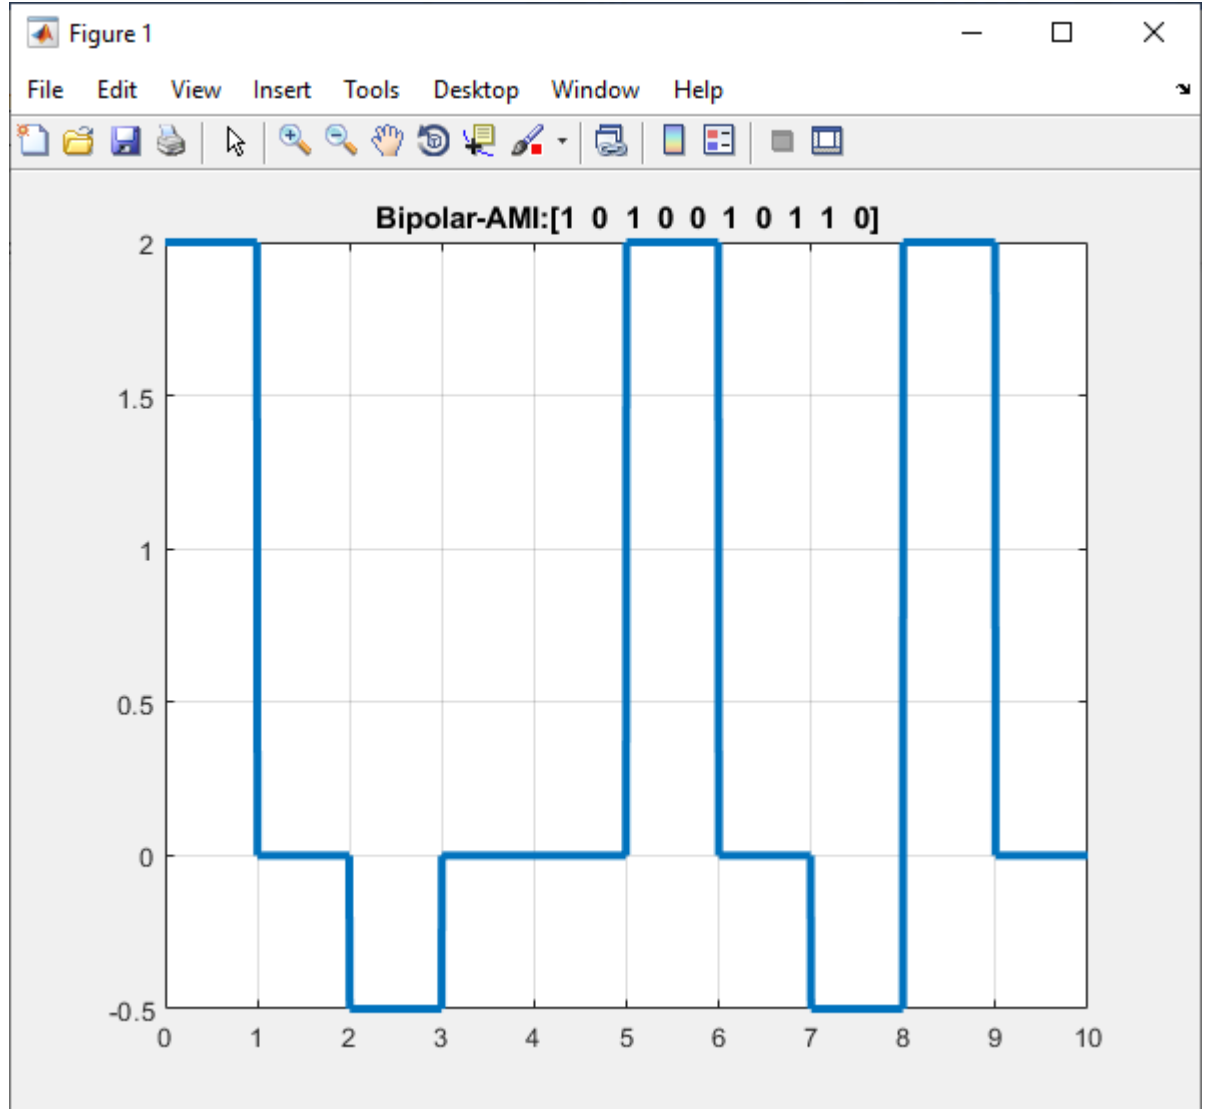 Figure 1
File Edit View Insert Tools Desktop Window Help
Bipolar-AMI:[1 0 1 0 0 1 0 1 1 0]
2
1.5
1
0.5
0
-0.5
0 1 2 3 4 5 6 7 8 9 10